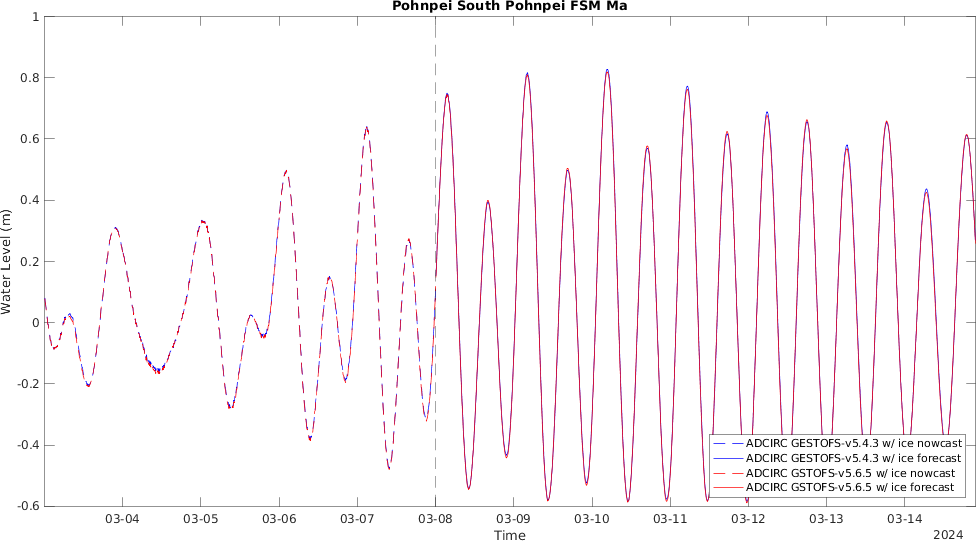 Pohnpei South Pohnpei FSM Ma
1
0.8
0.6
0.4
0.2
0
-0.2
-0.4
-0.6
Water Level (m)
ADCIRC GESTOFS-v5.4.3 w/ ice nowcast
ADCIRC GESTOFS-v5.4.3 w/ ice forecast
ADCIRC GSTOFS-v5.6.5 w/ ice nowcast
ADCIRC GSTOFS-v5.6.5 w/ ice forecast
03-04 03-05 03-06 03-07 03-08 03-09 03-10 03-11 03-12 03-13 03-14
Time
2024